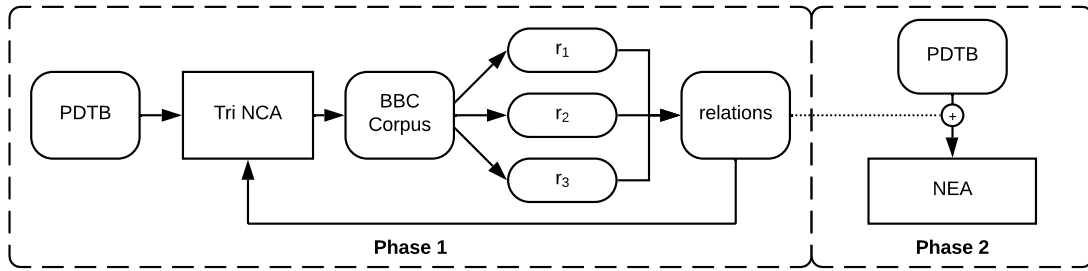 PDTB
Tri NCA
BBC
Corpus
r₁
r₂
r₃
relations
Phase 1
PDTB
+
NEA
Phase 2